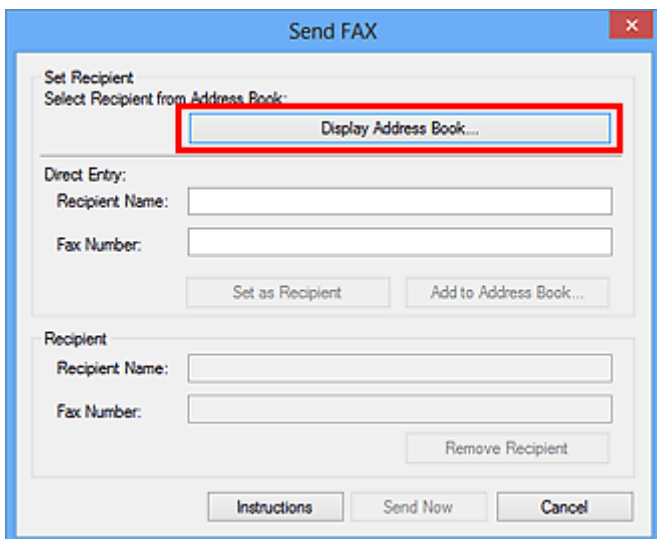 Send FAX
Set Recipient
Select Recipient from Address Book:
Display Address Book...
Direct Entry:
Recipient Name:
Fax Number:
Set as Recipient Add to Address Book...
Recipient
Recipient Name:
Fax Number:
Remove Recipient
Instructions Send Now Cancel